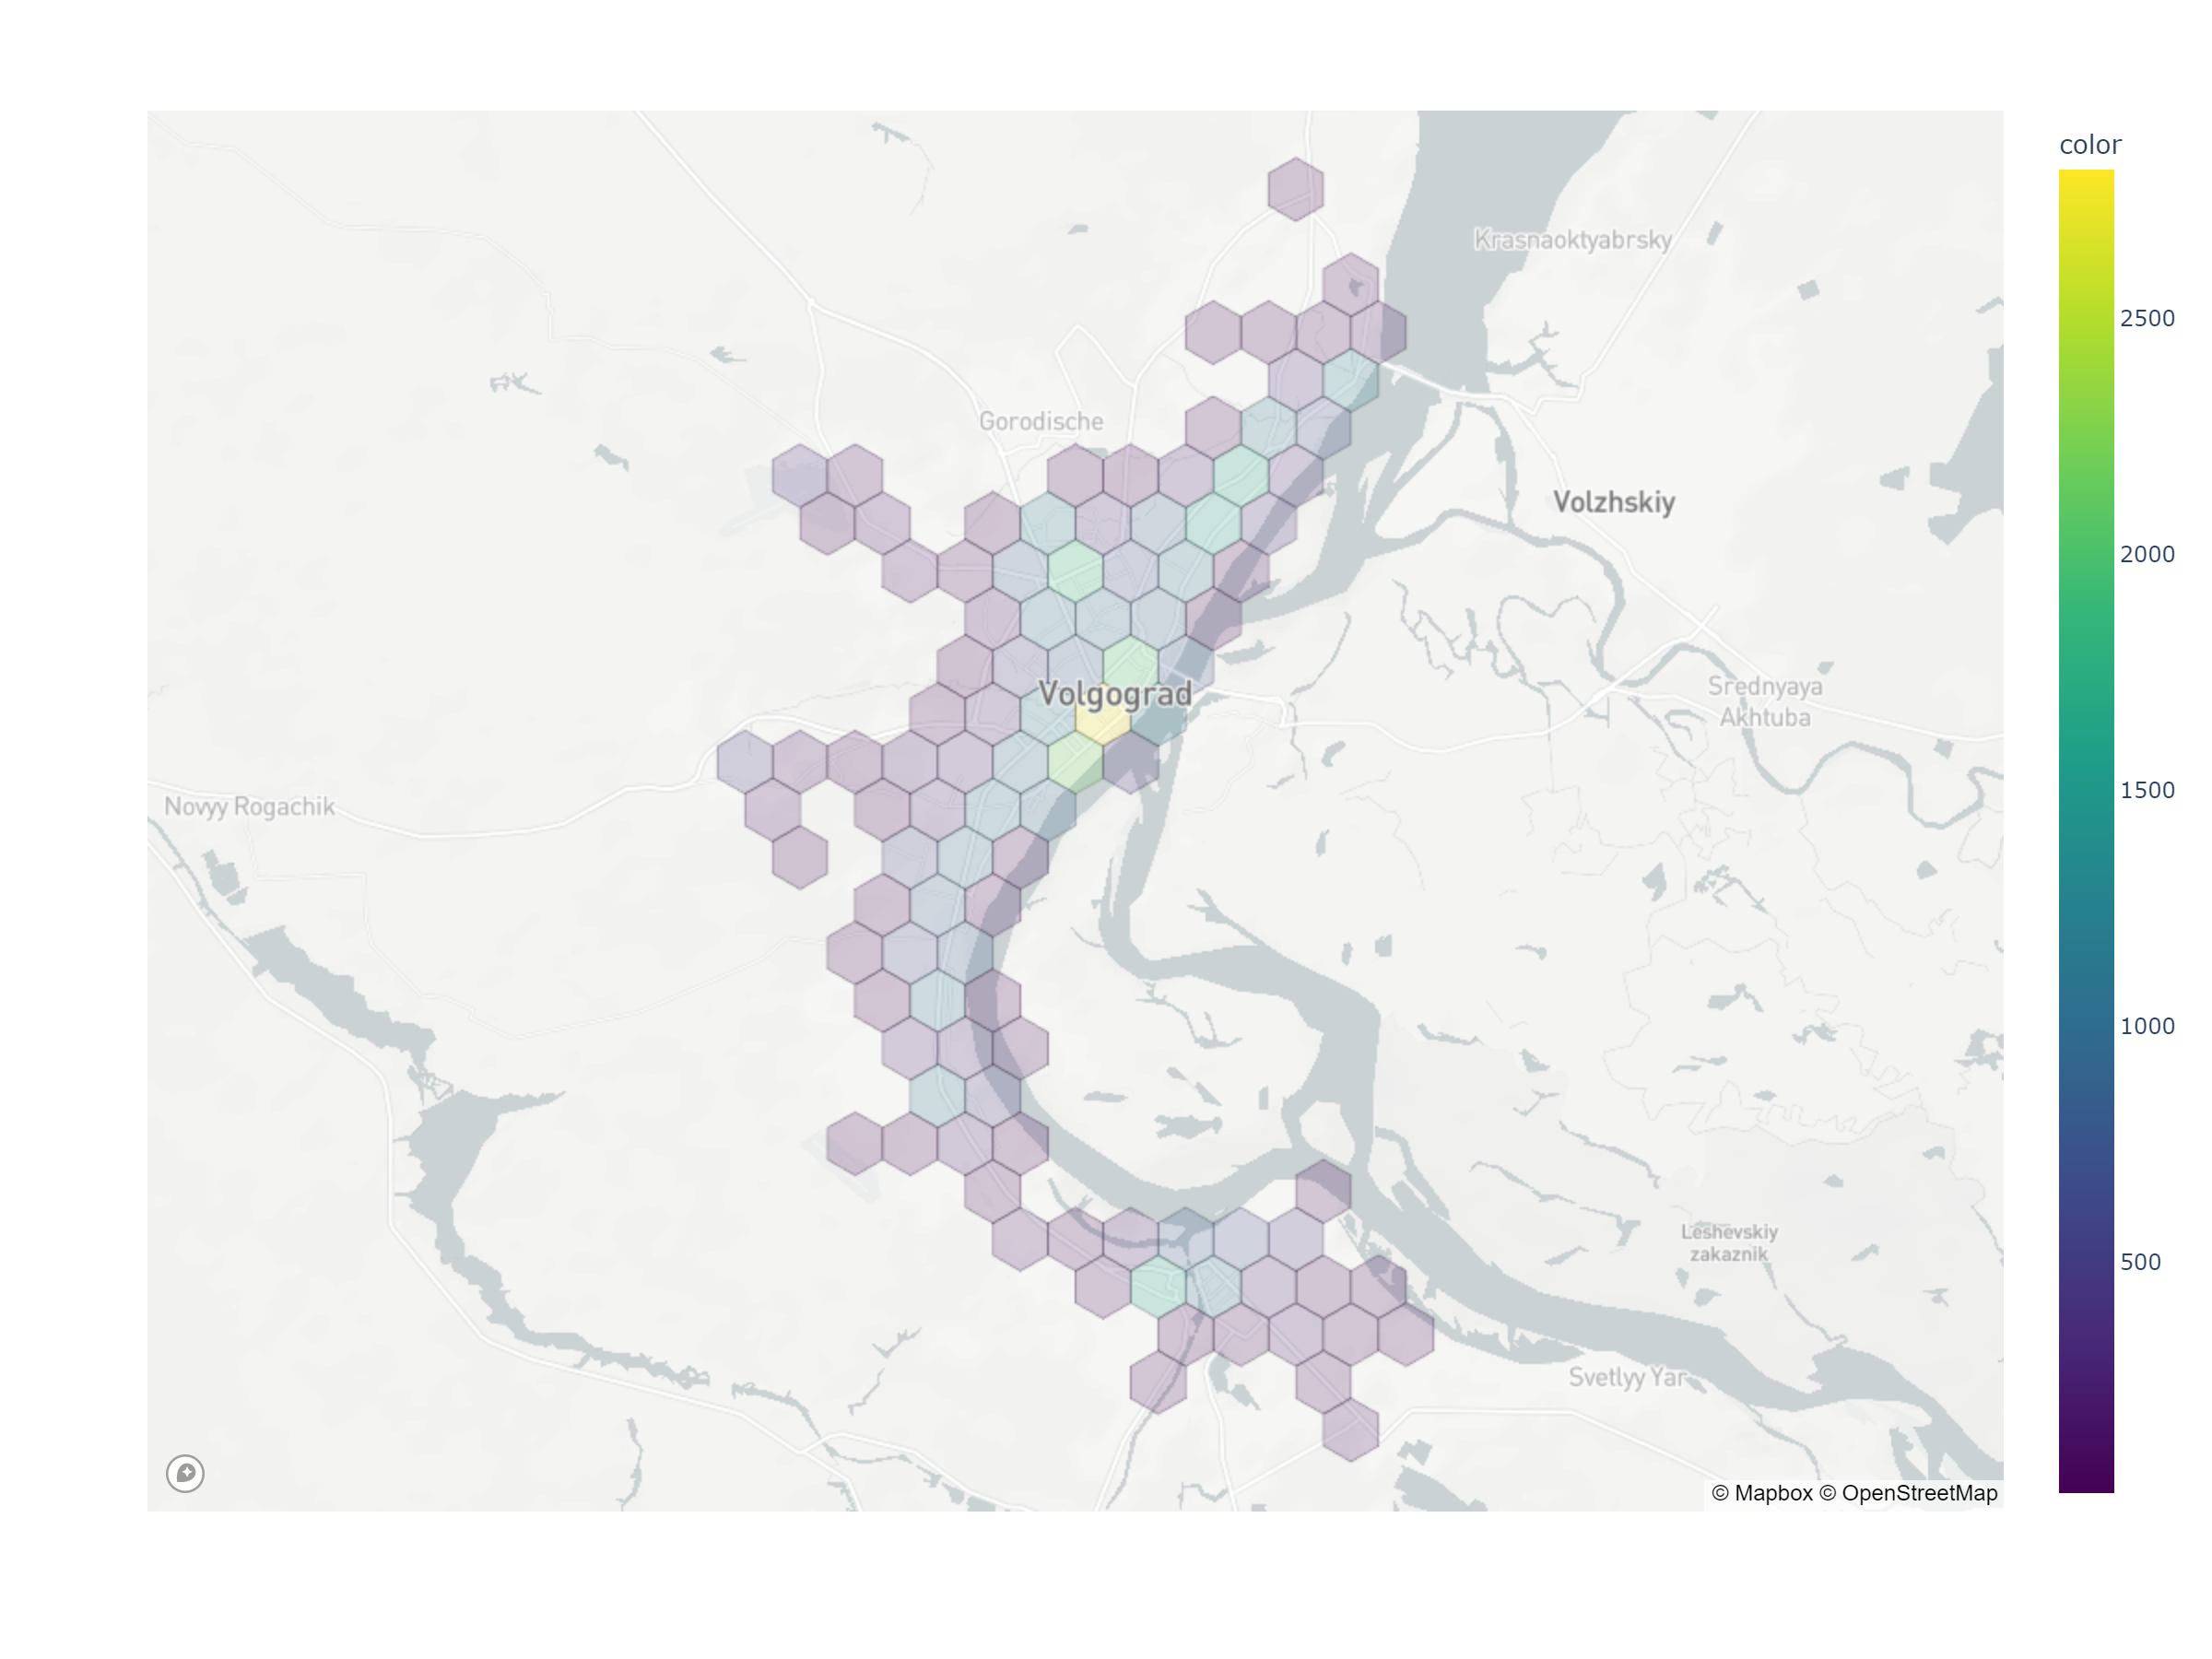 color
Krasnaoktyabrsky
2500
Gorodische
Volzhskiy
2000
Volgograd
Srednyaya
Akhtuba
1500
Novyy Rogachik
1000
Leshevskiy
zakaznik
500
Svetlyy Yar
© Mapbox © OpenStreetMap